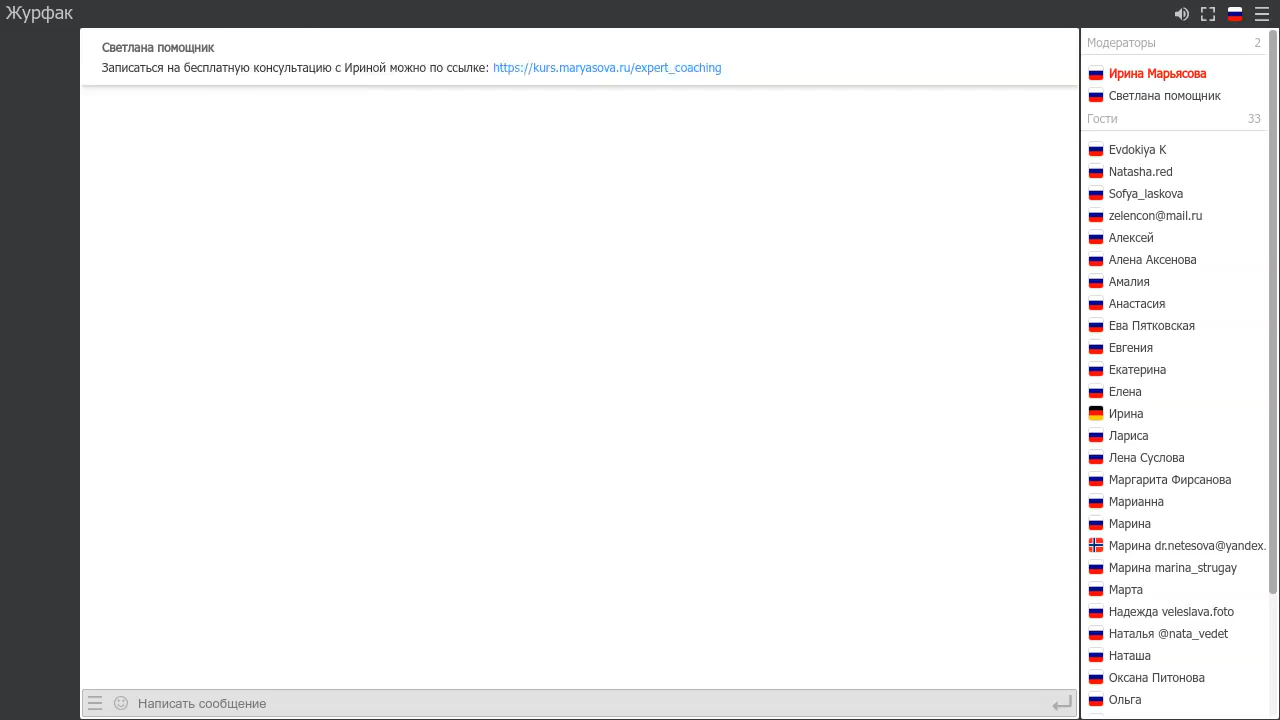 Журфак
Светлана помощник
Записаться на бесплатную консультацию с Ириной можно по ссылке: https://kurs.maryasova.ru/expert_coaching
Модераторы 2
Ирина Марьясова
Светлана помощник
Гости 33
Evdokiya K
Natasha.red
Sofya_laskova
zelencon@mail.ru
Алексей
Алена Аксенова
Амалия
Анастасия
Ева Пятковская
Евгения
Екатерина
Елена
Ирина
Лариса
Лена Суслова
Маргарита Фирсанова
Марианна
Марина
Марина dr.netesova@yandex.
Марина marina_strugay
Марта
Надежда veleslava.foto
Наталья @nata_vedet
Наташа
Оксана Питонова
Ольга
Написать сообщение